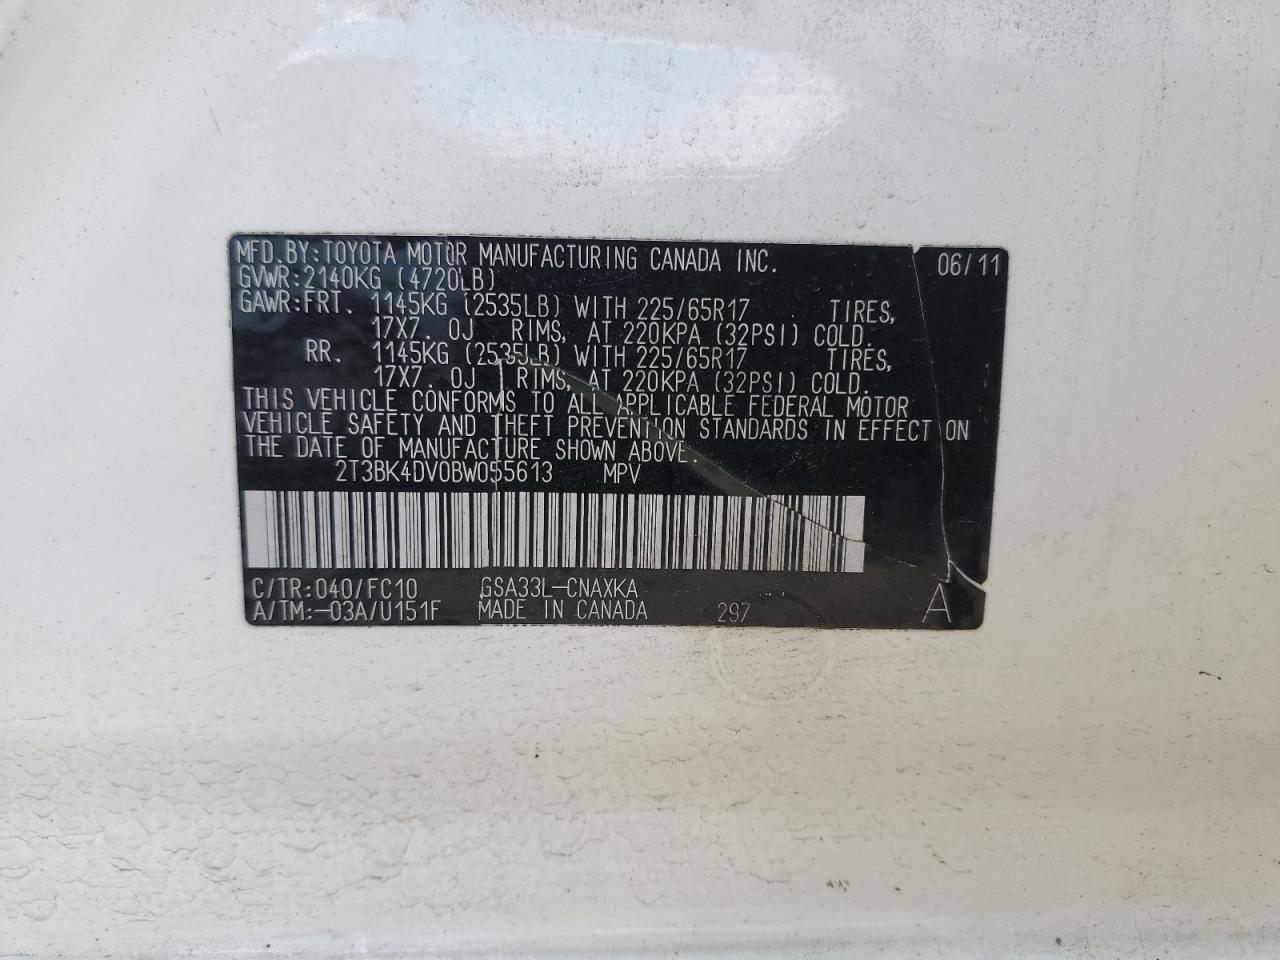 MFD.BY:TOYOTA MOTOR MANUFACTURING CANADA INC. 06/11
GVWR:2140KG (4720LB)
GAWR:FRT. 1145KG (2535LB) WITH 225/65R17 TIRES,
17X7.0J RIMS, AT 220KPA (32PSI) COLD.
RR. 1145KG (2535LB) WITH 225/65R17 TIRES,
17X7.0J RIMS, AT 220KPA (32PSI) COLD.
THIS VEHICLE CONFORMS TO ALL APPLICABLE FEDERAL MOTOR
VEHICLE SAFETY AND THEFT PREVENTION STANDARDS IN EFFECT ON
THE DATE OF MANUFACTURE SHOWN ABOVE.
2T3BK4DV0BW055613 MPV
C/TR:040/FC10 GSA33L-CNAXKA
A/TM:-03A/U151F MADE IN CANADA 297 A